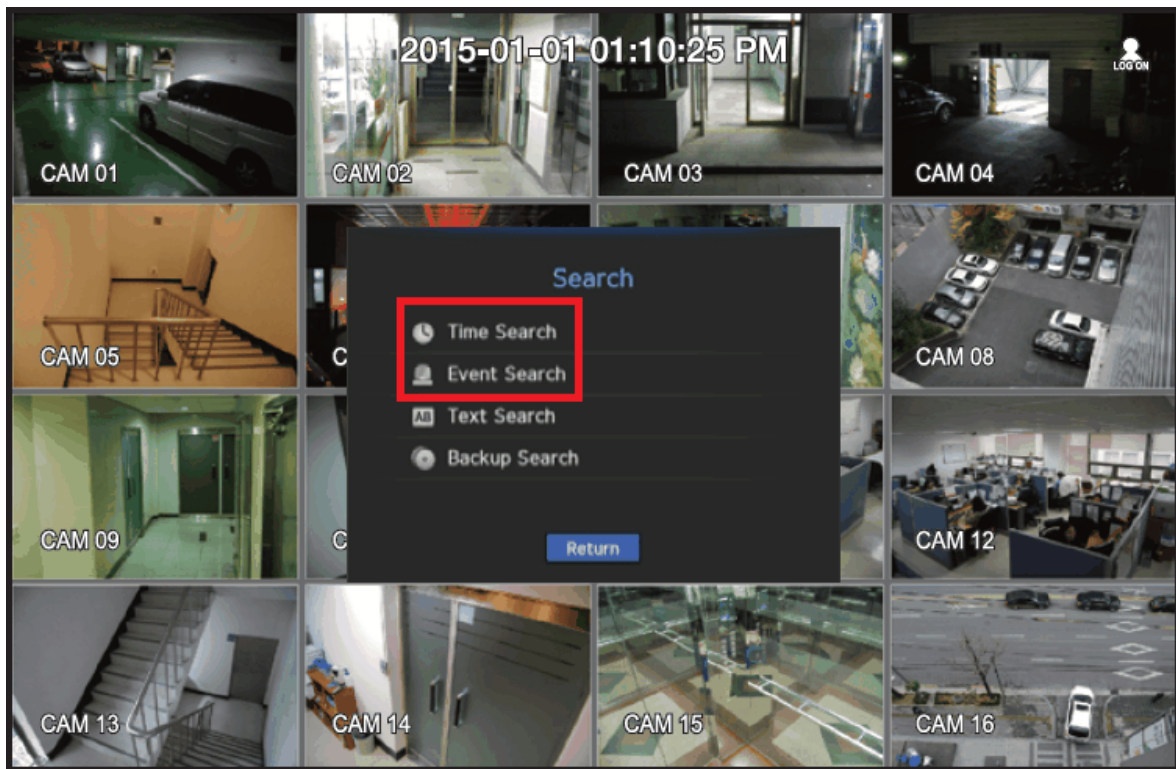 2015-01-01 01:10:25 PM
LOG ON
CAM 01
CAM 02
CAM 03
CAM 04
Search
Time Search
Event Search
AB Text Search
Backup Search
Return
CAM 05
C
CAM 08
CAM 09
C
CAM 12
CAM 13
CAM 14
CAM 15
CAM 16